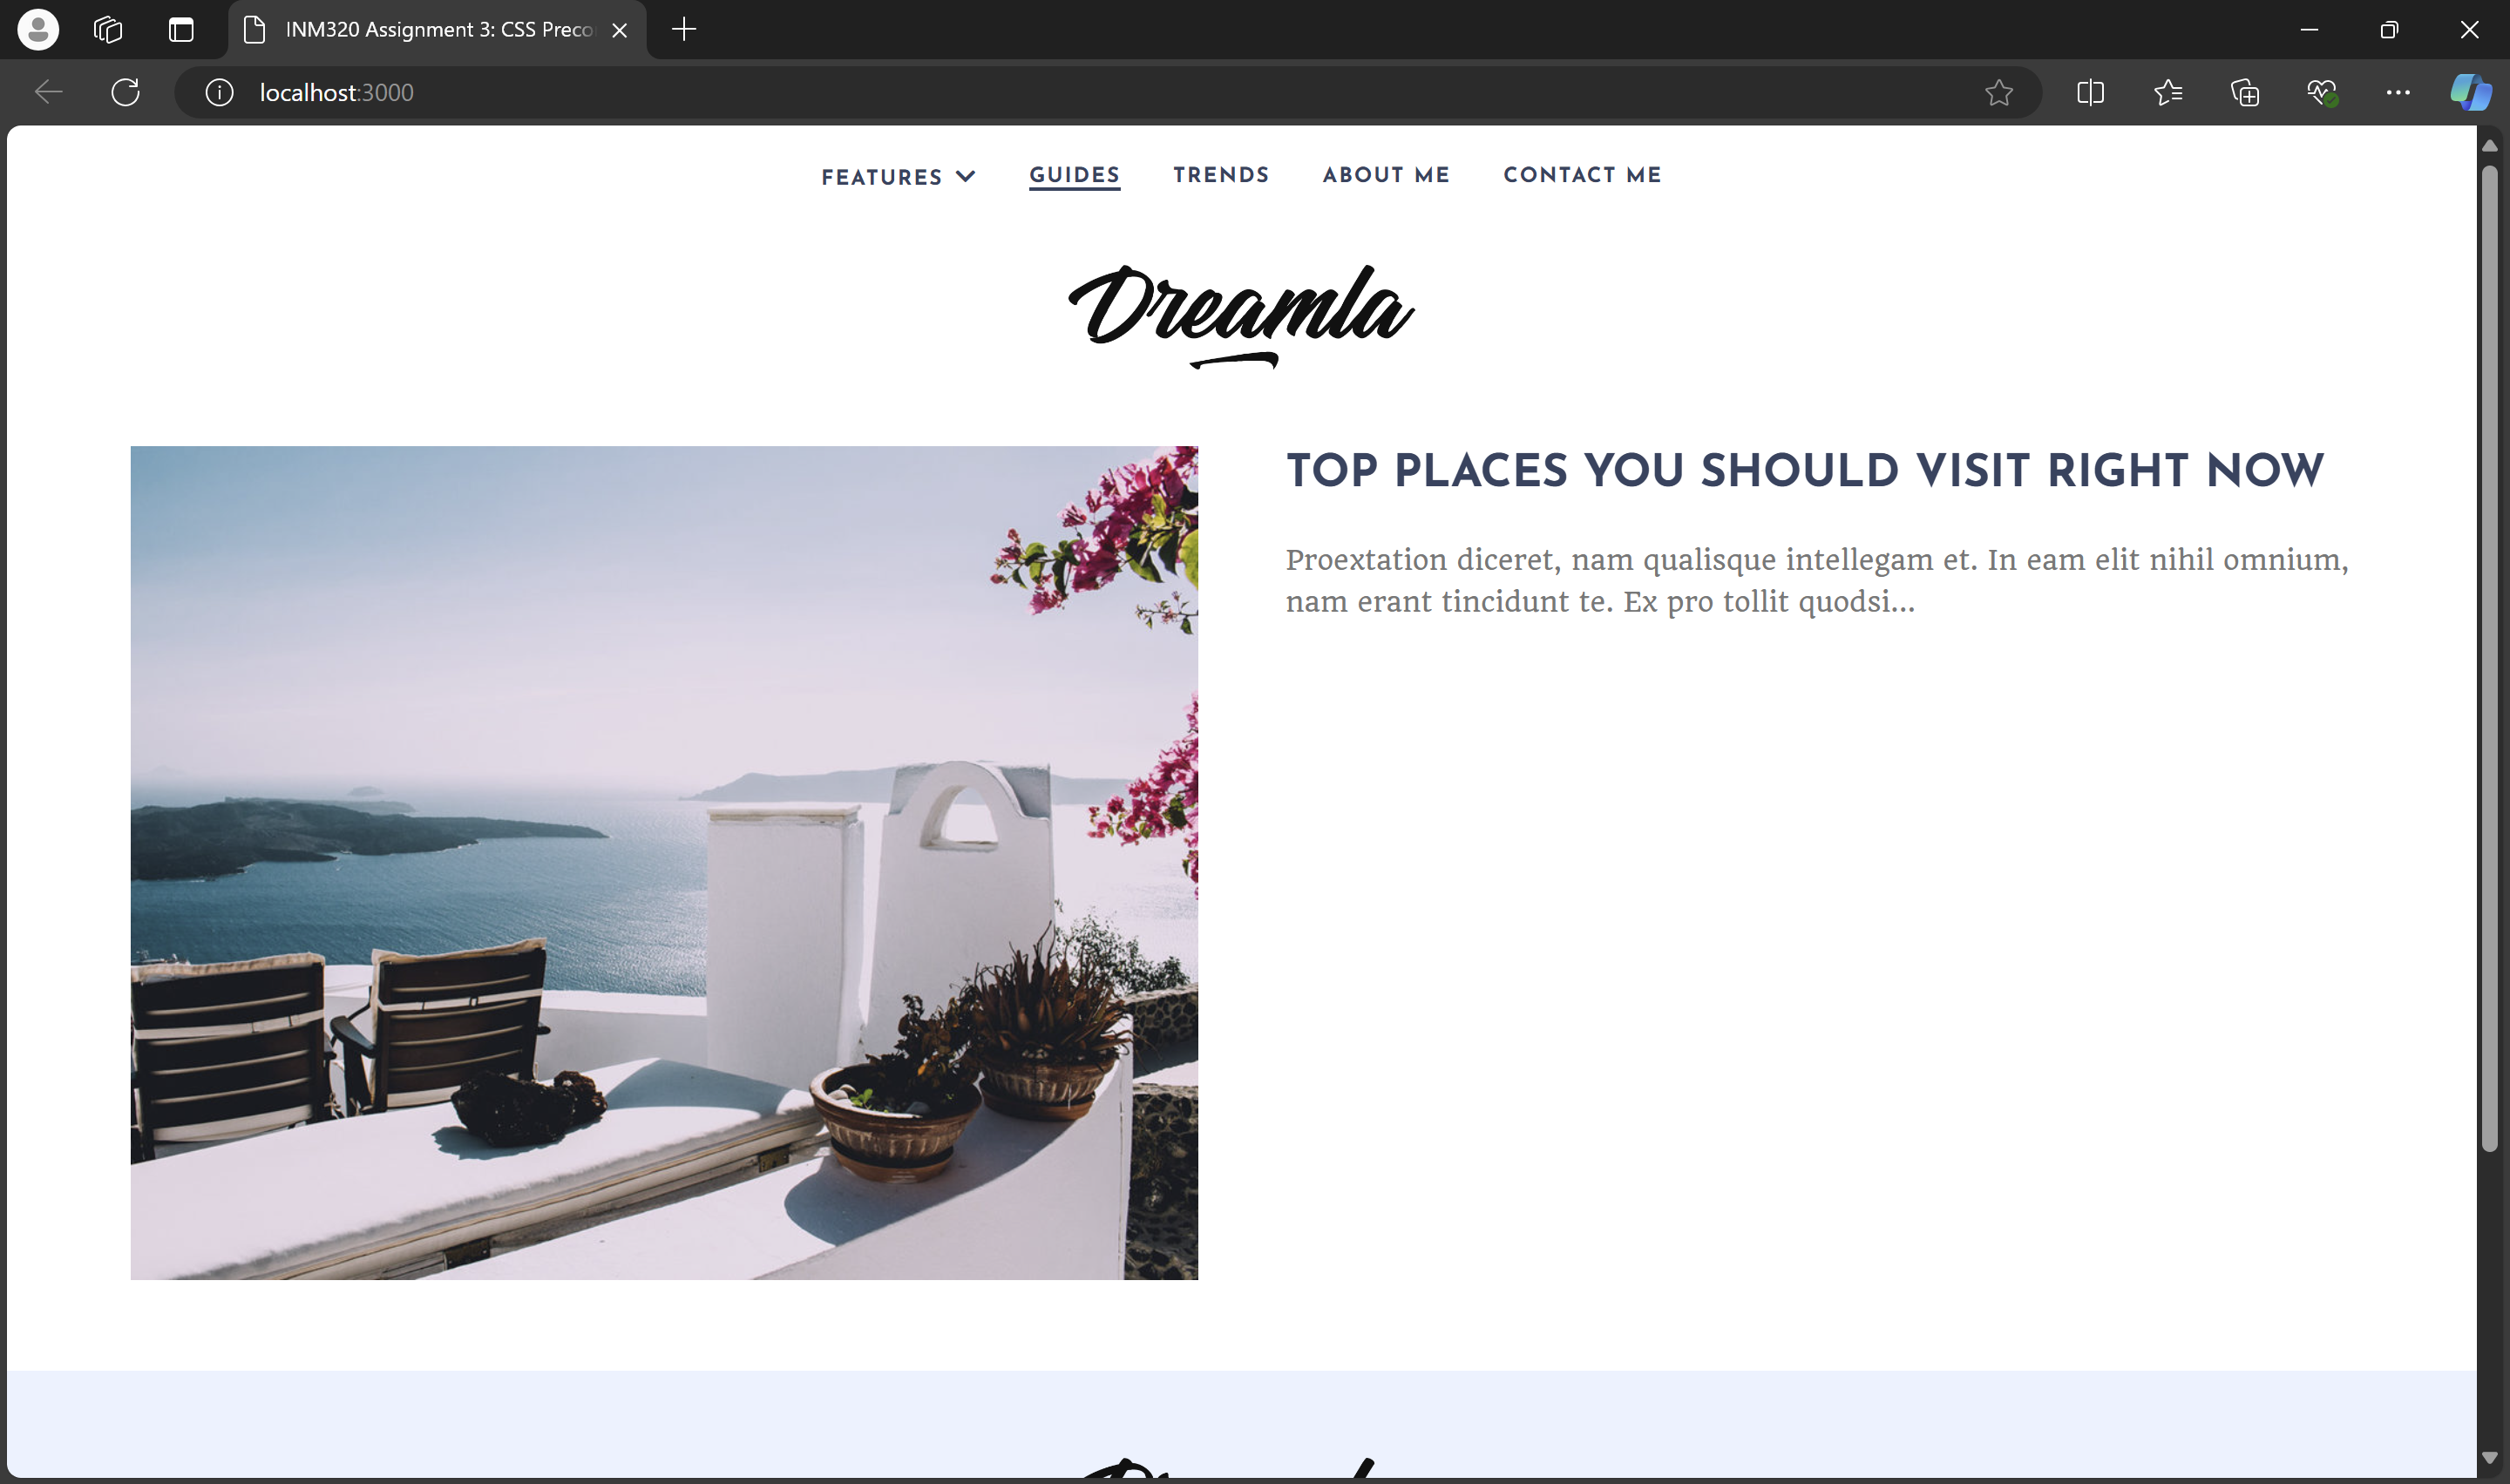 INM320 Assignment 3: CSS Preco
localhost:3000
FEATURES GUIDES TRENDS ABOUT ME CONTACT ME
Dreamla
TOP PLACES YOU SHOULD VISIT RIGHT NOW
Proextation diceret, nam qualisque intellegam et. In eam elit nihil omnium,
nam erant tincidunt te. Ex pro tollit quodsi...